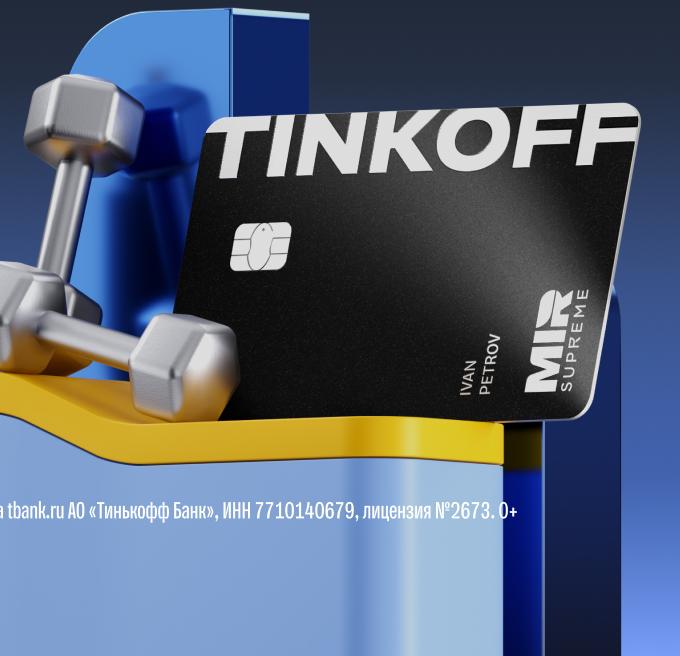 TINKOFF
IVAN
PETROV
MIR
SUPREME
а tbank.ru АО «Тинькофф Банк», ИНН 7710140679, лицензия №2673. 0+